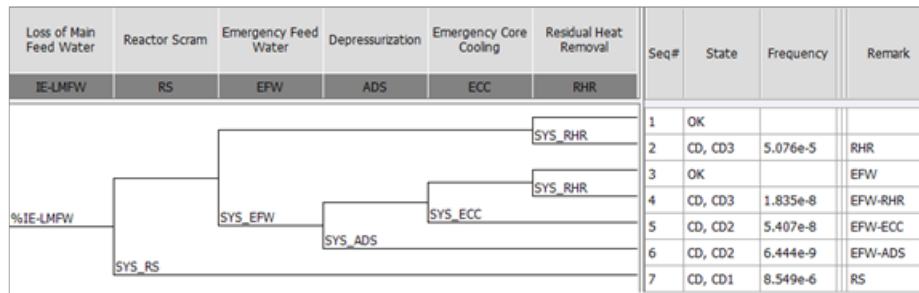 Loss of Main Feed Water Reactor Scram Emergency Feed Water Depressurization Emergency Core Cooling Residual Heat Removal Seq# State Frequency Remark
IE-LMFW RS EFW ADS ECC RHR
1 OK
SYS_RHR
2 CD, CD3 5.076e-5 RHR
3 OK EFW
SYS_RHR
4 CD, CD3 1.835e-8 EFW-RHR
%IE-LMFW SYS_EFW SYS_ECC
5 CD, CD2 5.407e-8 EFW-ECC
SYS_ADS
6 CD, CD2 6.444e-9 EFW-ADS
SYS_RS
7 CD, CD1 8.549e-6 RS